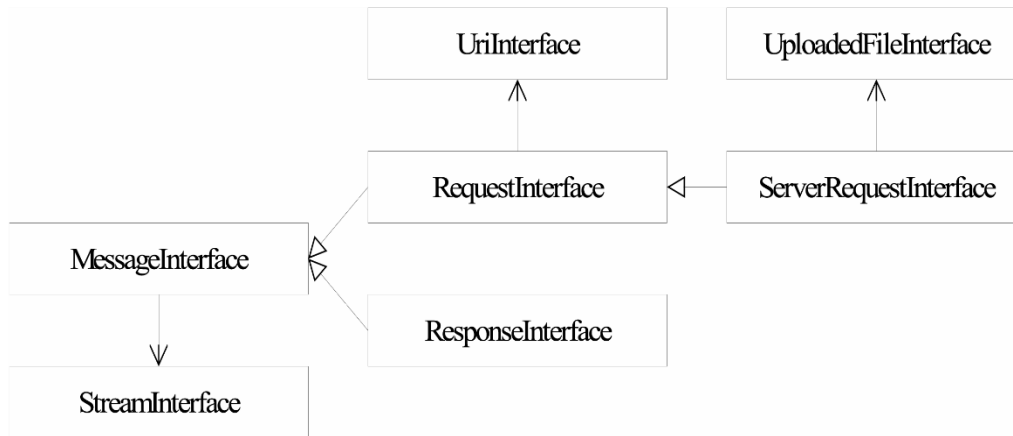 UriInterface
UploadedFileInterface
RequestInterface
ServerRequestInterface
MessageInterface
ResponseInterface
StreamInterface